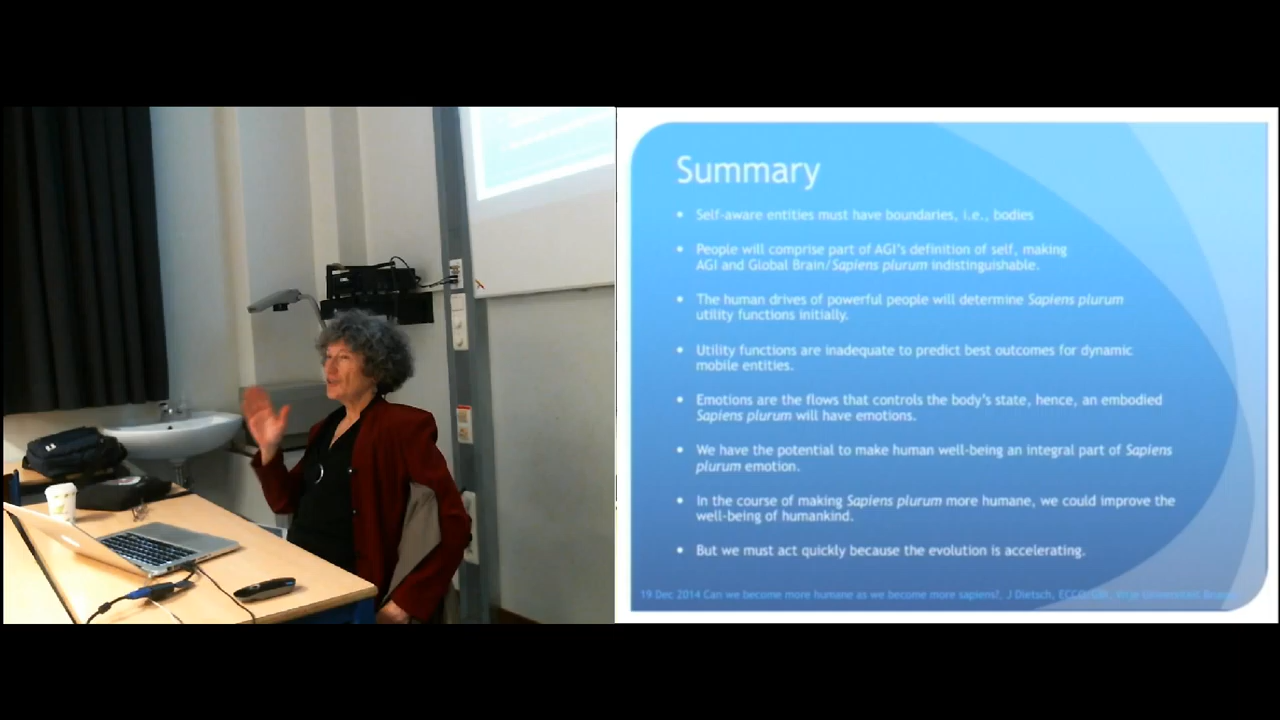 Summary
• Self-aware entities must have boundaries, i.e., bodies
• People will comprise part of AGI's definition of self, making
AGI and Global Brain/Sapiens plurum indistinguishable.
• The human drives of powerful people will determine Sapiens plurum
utility functions initially.
• Utility functions are inadequate to predict best outcomes for dynamic
mobile entities.
• Emotions are the flows that controls the body's state, hence, an embodied
Sapiens plurum will have emotions.
• We have the potential to make human well-being an integral part of Sapiens
plurum emotion.
• In the course of making Sapiens plurum more humane, we could improve the
well-being of humankind.
• But we must act quickly because the evolution is accelerating.
19 Dec 2014 Can we become more humane as we become more sapiens?, J Dietsch,